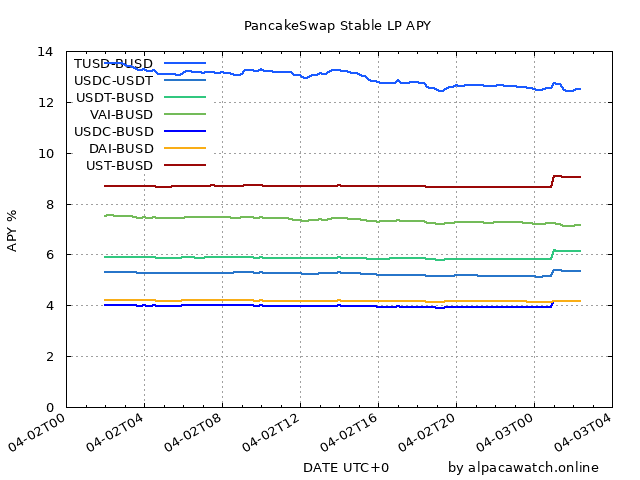 PancakeSwap Stable LP APY
14
12
10
8
6
4
2
0
APY %
TUSD-BUSD
USDC-USDT
USDT-BUSD
VAI-BUSD
USDC-BUSD
DAI-BUSD
UST-BUSD
04-02T00
04-02T04
04-02T08
04-02T12
04-02T16
04-02T20
04-03T00
04-03T04
DATE UTC+0
by alpacawatch.online